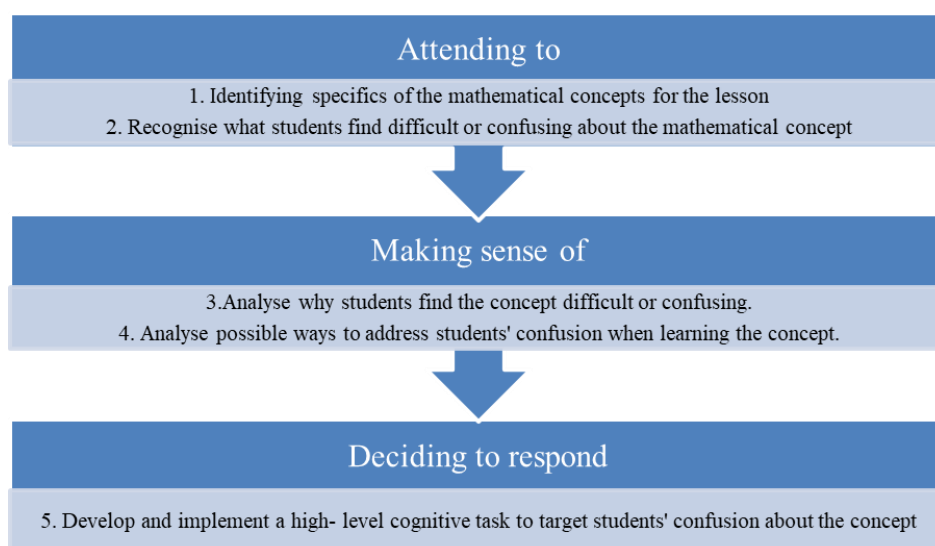 Attending to
1. Identifying specifics of the mathematical concepts for the lesson
2. Recognise what students find difficult or confusing about the mathematical concept
Making sense of
3.Analyse why students find the concept difficult or confusing.
4. Analyse possible ways to address students' confusion when learning the concept.
Deciding to respond
5. Develop and implement a high- level cognitive task to target students' confusion about the concept